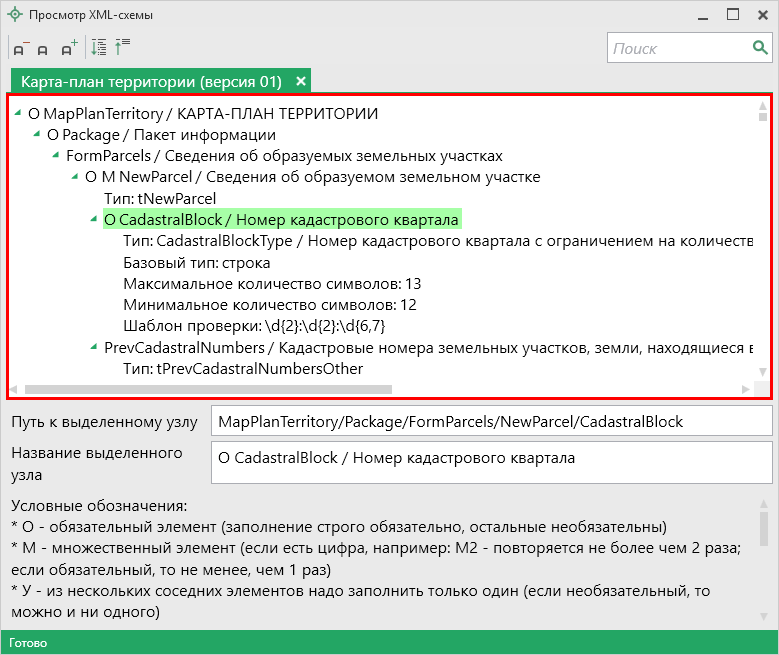 Просмотр XML-схемы
Поиск
Карта-план территории (версия 01)
О MapPlanTerritory / КАРТА-ПЛАН ТЕРРИТОРИИ
О Package / Пакет информации
FormParcels / Сведения об образуемых земельных участках
О М NewParcel / Сведения об образуемом земельном участке
Тип: tNewParcel
О CadastralBlock / Номер кадастрового квартала
Тип: CadastralBlockType / Номер кадастрового квартала с ограничением на количеств
Базовый тип: строка
Максимальное количество символов: 13
Минимальное количество символов: 12
Шаблон проверки: \d{2}:\d{2}:\d{6,7}
PrevCadastralNumbers / Кадастровые номера земельных участков, земли, находящиеся в
Тип: tPrevCadastralNumbersOther
Путь к выделенному узлу
MapPlanTerritory/Package/FormParcels/NewParcel/CadastralBlock
Название выделенного
узла
О CadastralBlock / Номер кадастрового квартала
Условные обозначения:
* О - обязательный элемент (заполнение строго обязательно, остальные необязательны)
* М - множественный элемент (если есть цифра, например: М2 - повторяется не более чем 2 раза;
если обязательный, то не менее, чем 1 раз)
* У - из нескольких соседних элементов надо заполнить только один (если необязательный, то
можно и ни одного)
Готово